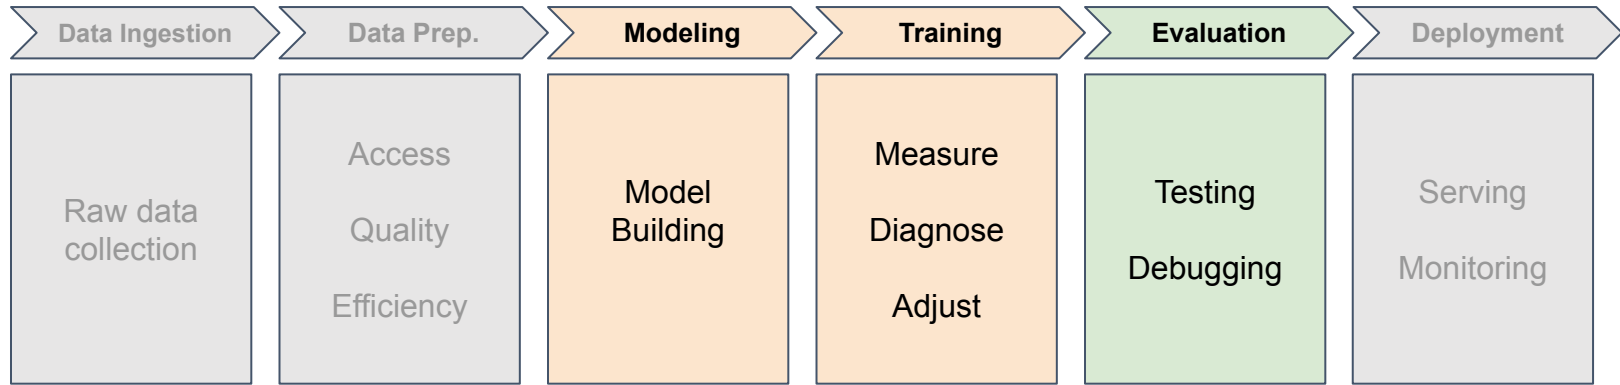 Data Ingestion
Data Prep.
Modeling
Training
Evaluation
Deployment
Raw data
collection
Access
Quality
Efficiency
Model
Building
Measure
Diagnose
Adjust
Testing
Debugging
Serving
Monitoring